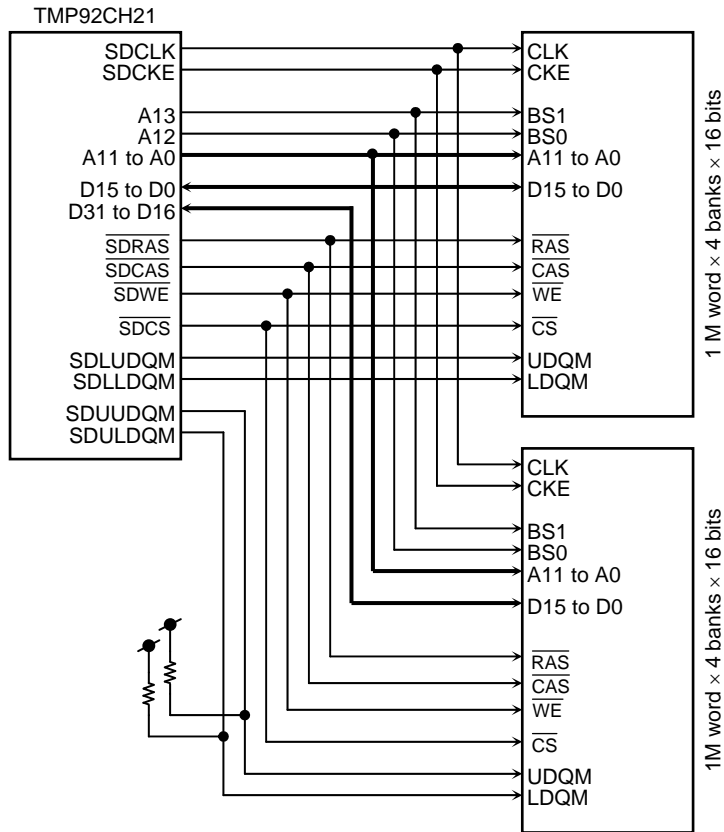 TMP92CH21
SDCLK
SDCKE
A13
A12
A11 to A0
D15 to D0
D31 to D16
SDRAS
SDCAS
SDWE
SDCS
SDLUDQM
SDLLDQM
SDUUDQM
SDULDQM
CLK
CKE
BS1
BS0
A11 to A0
D15 to D0
RAS
CAS
WE
CS
UDQM
LDQM
1 M word × 4 banks × 16 bits
CLK
CKE
BS1
BS0
A11 to A0
D15 to D0
RAS
CAS
WE
CS
UDQM
LDQM
1M word × 4 banks × 16 bits